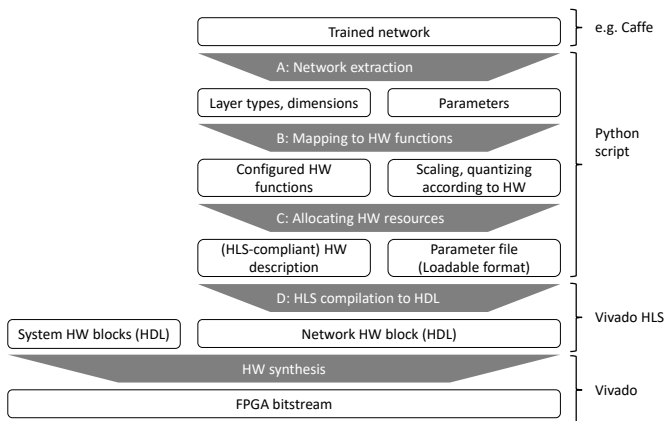 Trained network
e.g. Caffe
A: Network extraction
Layer types, dimensions
Parameters
B: Mapping to HW functions
Python
script
Configured HW
functions
Scaling, quantizing
according to HW
C: Allocating HW resources
(HLS-compliant) HW
description
Parameter file
(Loadable format)
D: HLS compilation to HDL
Vivado HLS
System HW blocks (HDL)
Network HW block (HDL)
HW synthesis
Vivado
FPGA bitstream